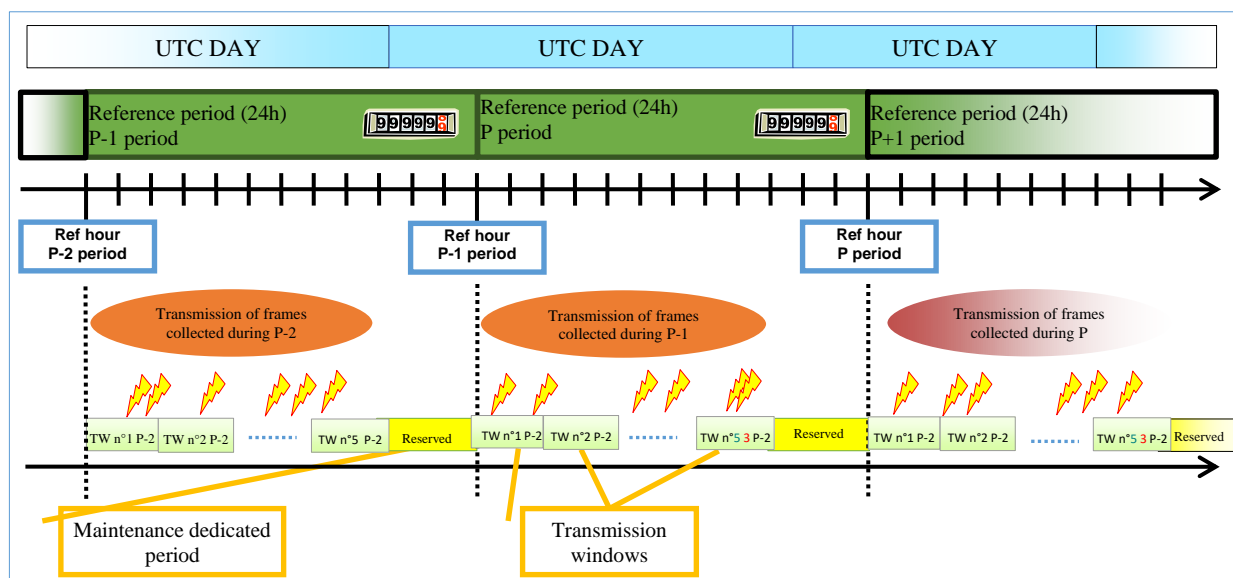 UTC DAY
UTC DAY
UTC DAY
Reference period (24h)
P-1 period
99999
Reference period (24h)
P period
99999
Reference period (24h)
P+1 period
Ref hour
P-2 period
Ref hour
P-1 period
Ref hour
P period
Transmission of frames
collected during P-2
Transmission of frames
collected during P-1
Transmission of frames
collected during P
TW n°1 P-2
TW n°2 P-2
TW n°5 P-2
Reserved
TW n°1 P-2
TW n°2 P-2
TW n°5 3 P-2
Reserved
TW n°1 P-2
TW n°2 P-2
TW n°5 3 P-2
Reserved
Maintenance dedicated
period
Transmission
windows